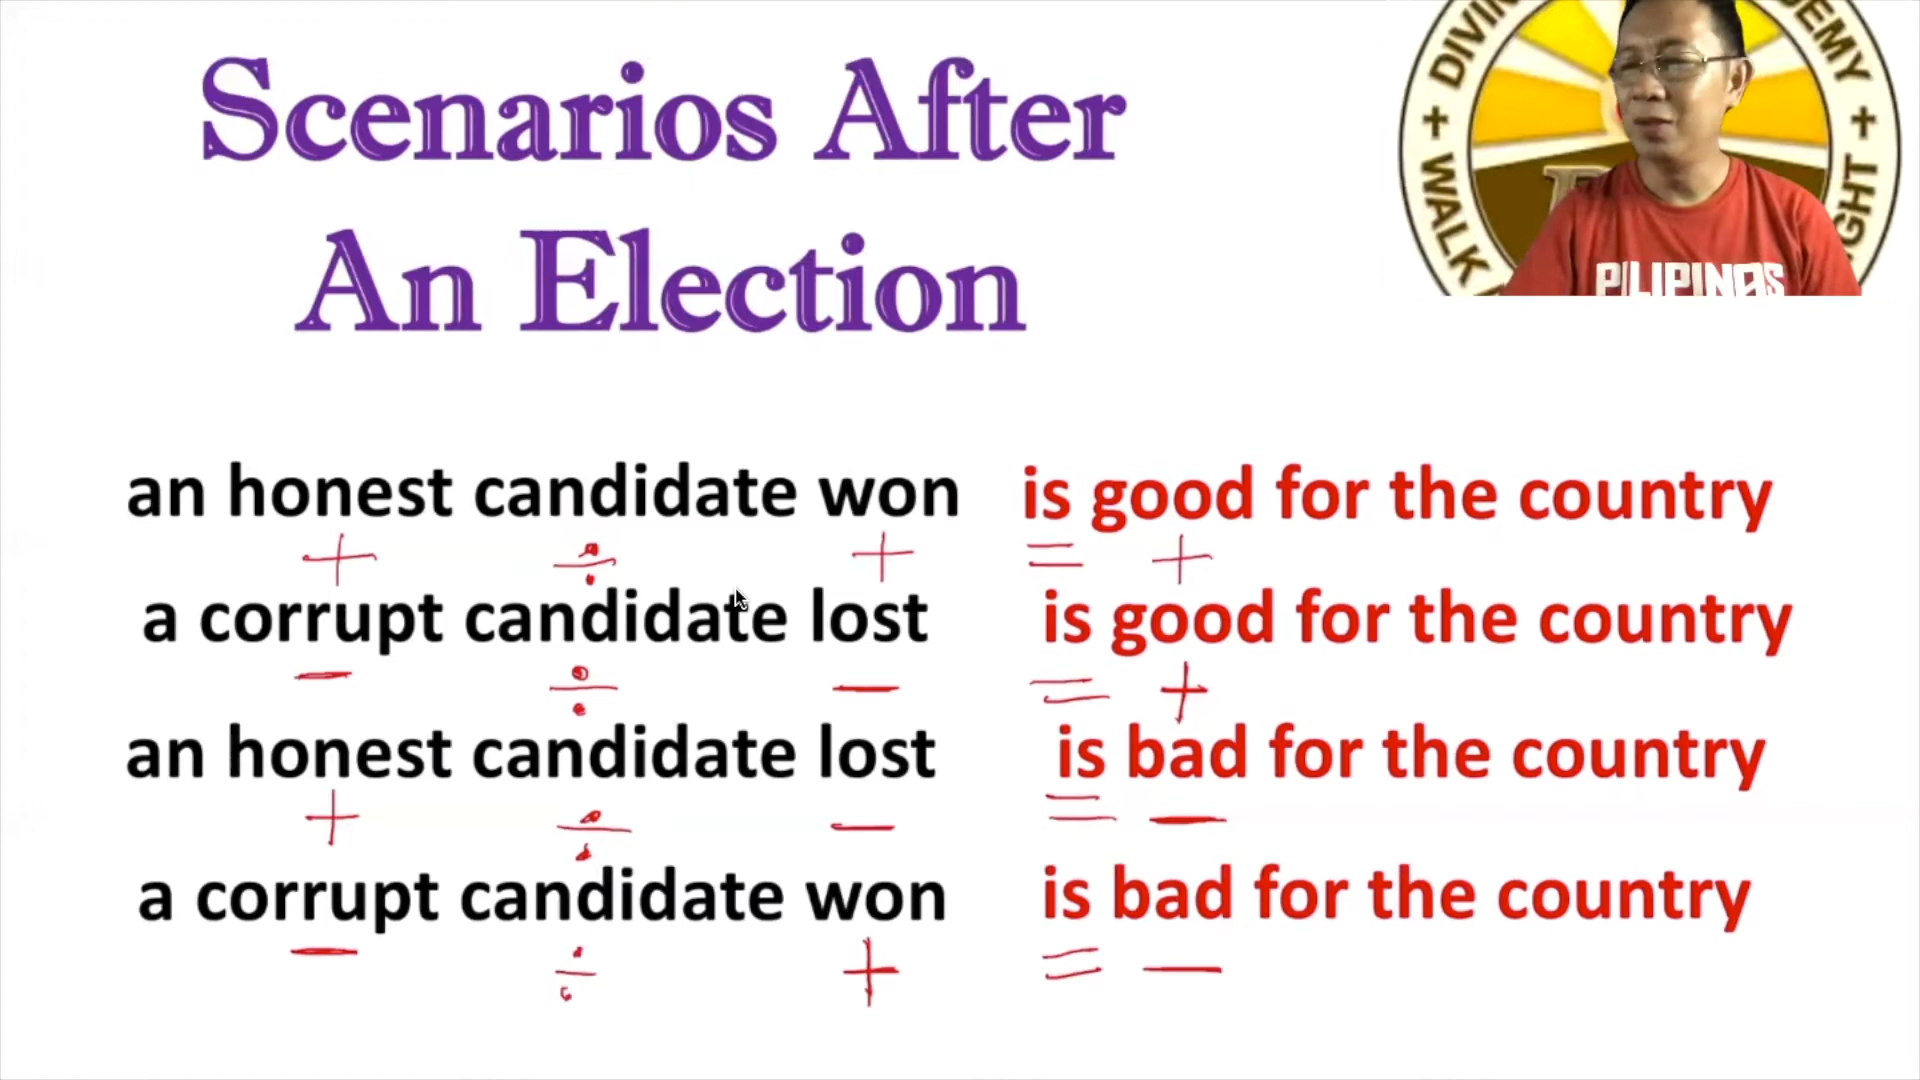 Scenarios After
An Election
+ WALK
+
PILIPINAS
an honest candidate won is good for the country
+ ÷ + = +
a corrupt candidate lost is good for the country
− ÷ − = +
an honest candidate lost is bad for the country
+ ÷ − = −
a corrupt candidate won is bad for the country
− ÷ + = −